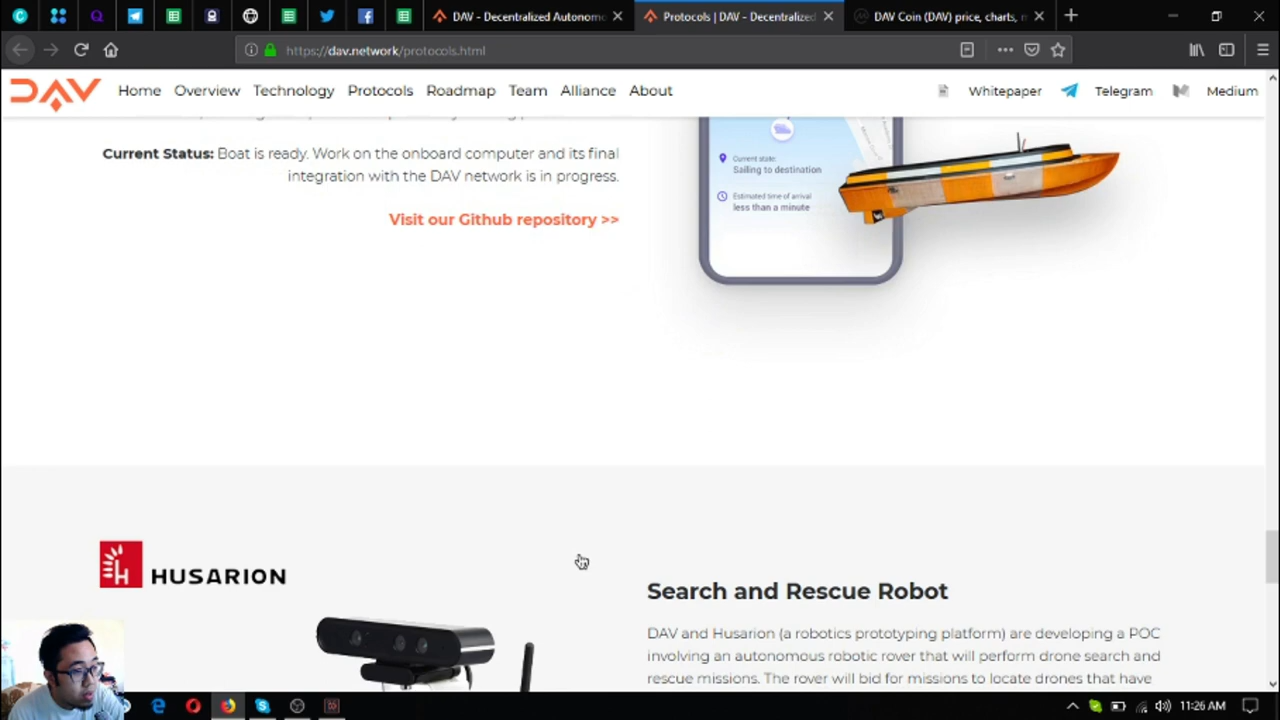 DAV - Decentralized Autonomo
Protocols | DAV - Decentralized
DAV Coin (DAV) price, charts,
https://dav.network/protocols.html
DAV
Home
Overview
Technology
Protocols
Roadmap
Team
Alliance
About
Whitepaper
Telegram
Medium
Current Status: Boat is ready. Work on the onboard computer and its final
integration with the DAV network is in progress.
Visit our Github repository >>
Current state:
Sailing to destination
Estimated time of arrival
less than a minute
HUSARION
Search and Rescue Robot
DAV and Husarion (a robotics prototyping platform) are developing a POC
involving an autonomous robotic rover that will perform drone search and
rescue missions. The rover will bid for missions to locate drones that have
11:26 AM